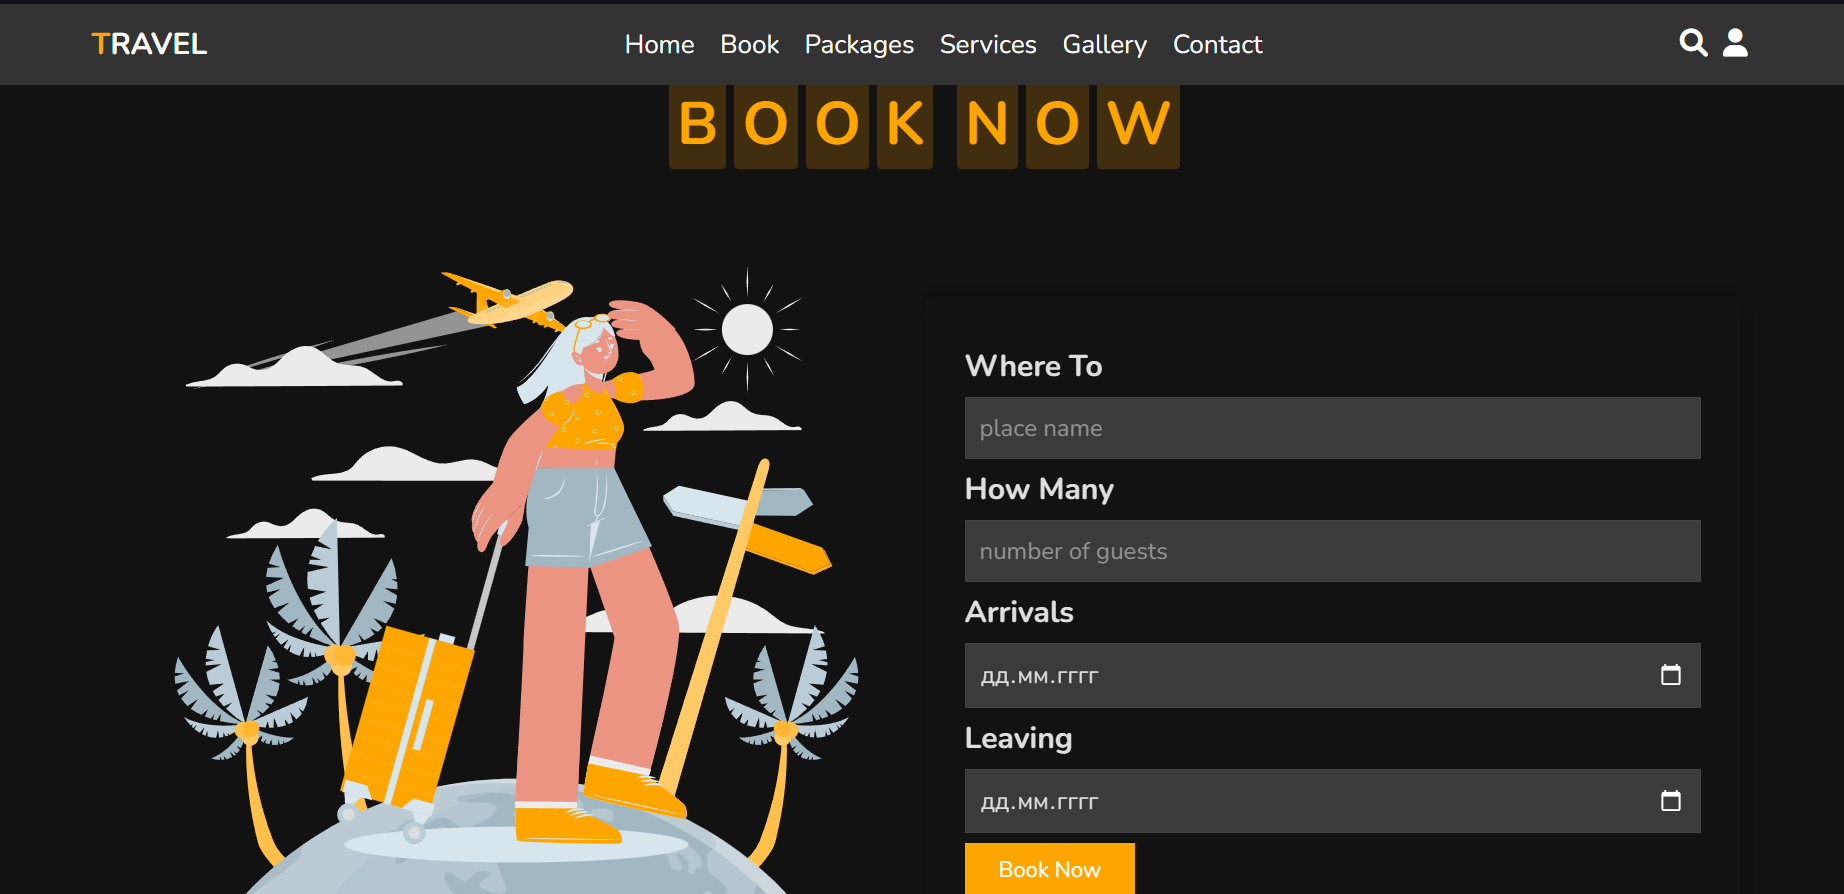 TRAVEL
Home Book Packages Services Gallery Contact
BOOK NOW
Where To
place name
How Many
number of guests
Arrivals
дд.мм.гггг
Leaving
дд.мм.гггг
Book Now